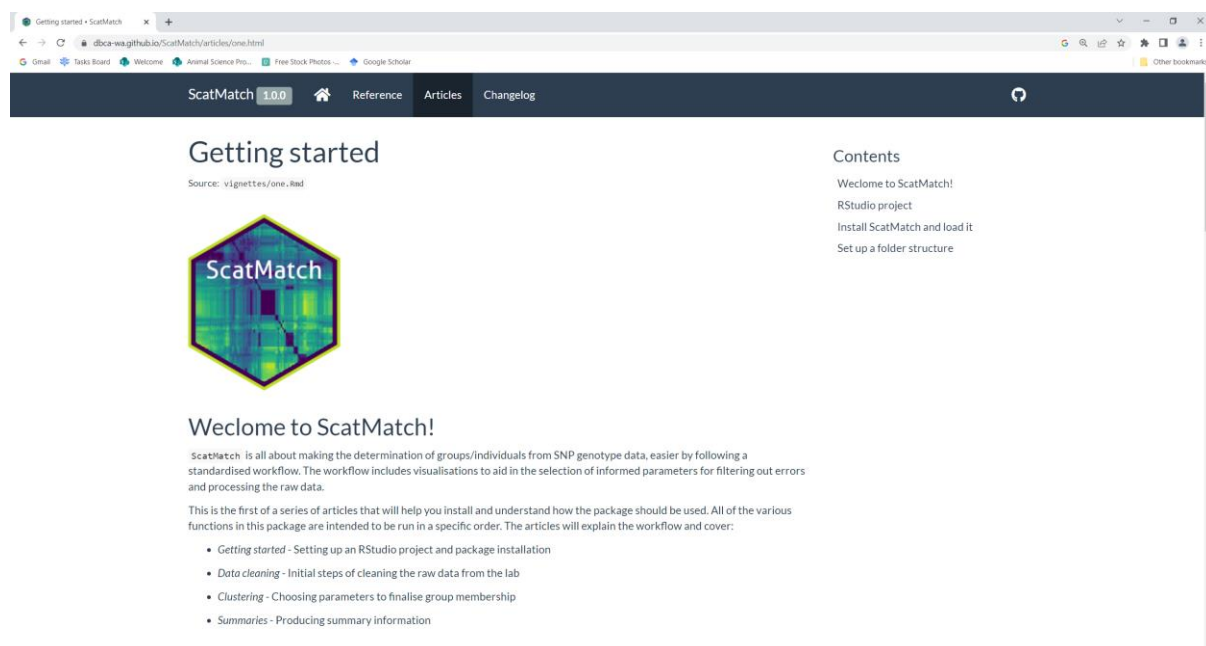 Getting started • ScatMatch
dbca-wa.github.io/ScatMatch/articles/one.html
Gmail Tasks Board Welcome Animal Science Pro... Free Stock Photos -... Google Scholar Other bookmarks
ScatMatch 1.0.0 Reference Articles Changelog
Getting started
Source: vignettes/one.Rmd
ScatMatch
Weclome to ScatMatch!
ScatMatch is all about making the determination of groups/individuals from SNP genotype data, easier by following a
standardised workflow. The workflow includes visualisations to aid in the selection of informed parameters for filtering out errors
and processing the raw data.
This is the first of a series of articles that will help you install and understand how the package should be used. All of the various
functions in this package are intended to be run in a specific order. The articles will explain the workflow and cover:
• Getting started - Setting up an RStudio project and package installation
• Data cleaning - Initial steps of cleaning the raw data from the lab
• Clustering - Choosing parameters to finalise group membership
• Summaries - Producing summary information
Contents
Weclome to ScatMatch!
RStudio project
Install ScatMatch and load it
Set up a folder structure